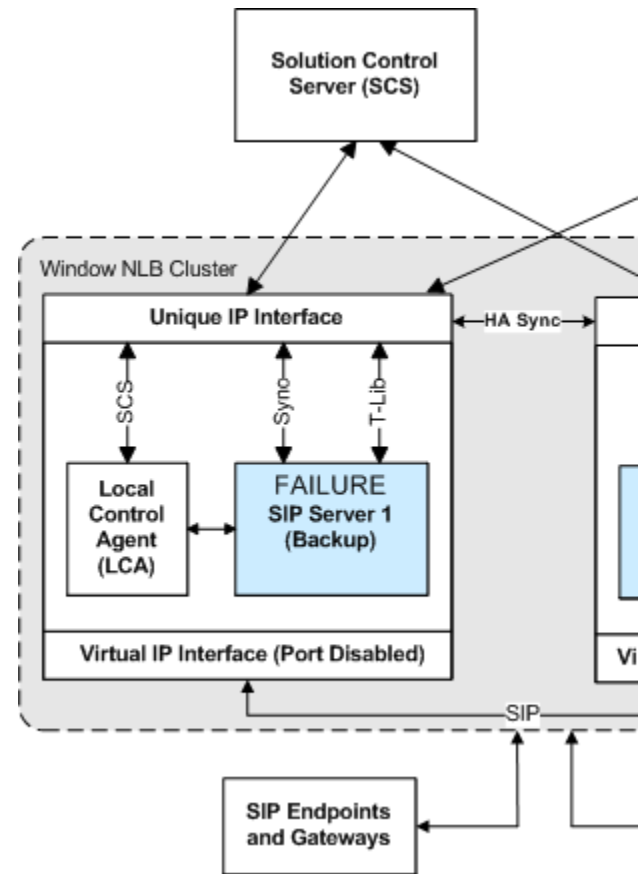 Solution Control
Server (SCS)
Window NLB Cluster
Unique IP Interface
HA Sync
SCS
Sync
T-Lib
Local
Control
Agent
(LCA)
FAILURE
SIP Server 1
(Backup)
Virtual IP Interface (Port Disabled)
Vi
SIP
SIP Endpoints
and Gateways